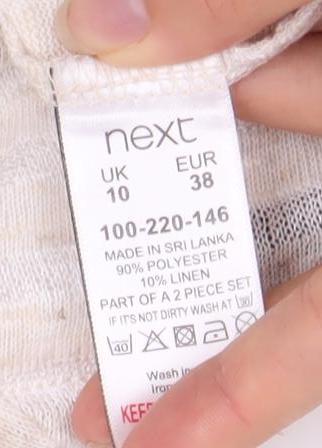 next
UK EUR
10 38
100-220-146
MADE IN SRI LANKA
90% POLYESTER
10% LINEN
PART OF A 2 PIECE SET
IF IT'S NOT DIRTY WASH AT 30
40
Wash in
iron
KEEP